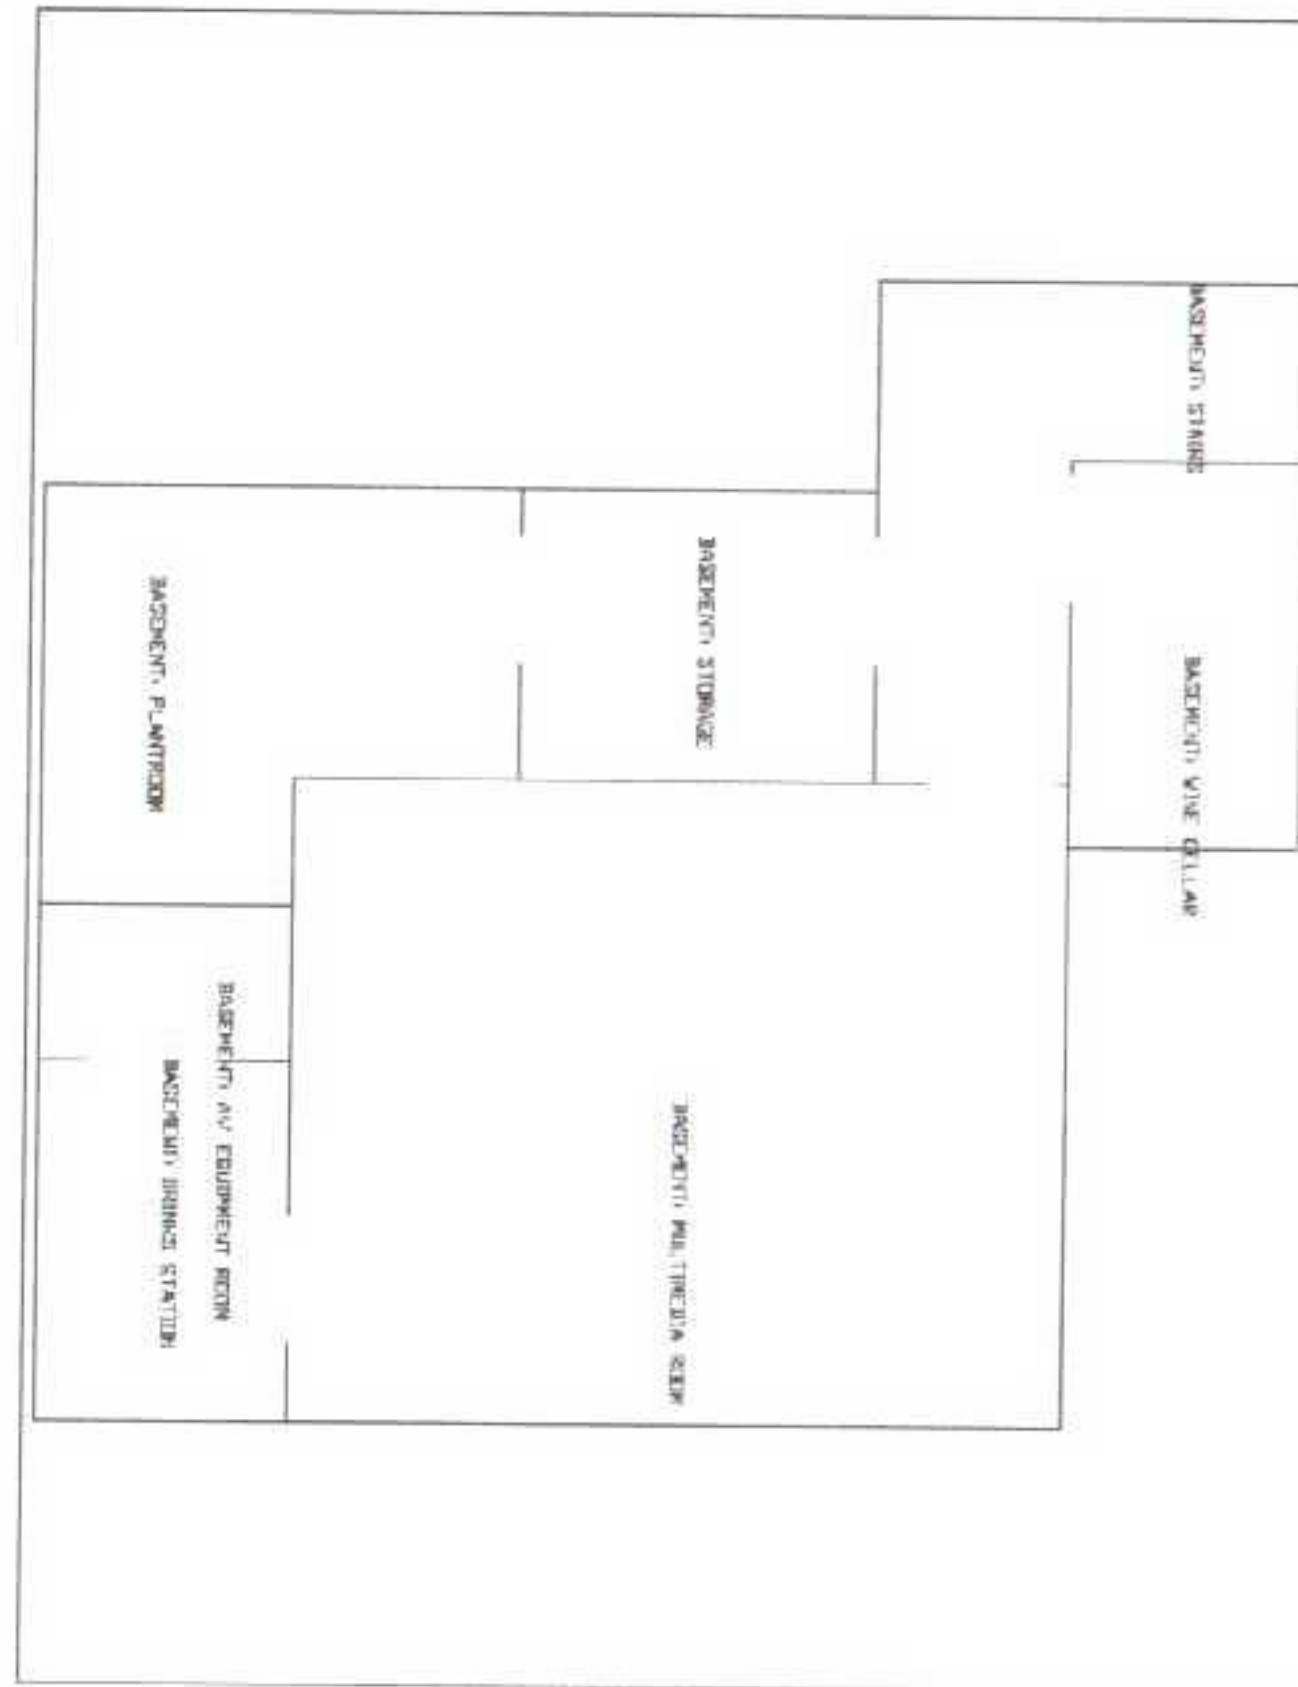 BASEMENT: STAIRS
BASEMENT: WINE CELLAR
BASEMENT: STORAGE
BASEMENT: MULTIMEDIA ROOM
BASEMENT: PLANTROOM
BASEMENT: AV EQUIPMENT ROOM
BASEMENT: DRINKS STATION